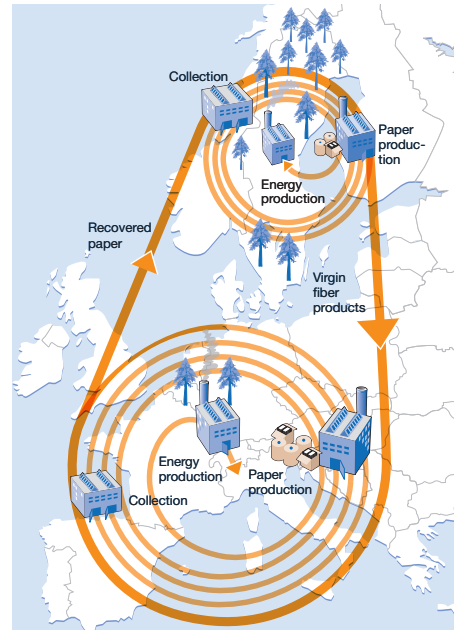 Collection
Paper
produc-
tion
Energy
production
Recovered
paper
Virgin
fiber
products
Energy
production
Paper
production
Collection